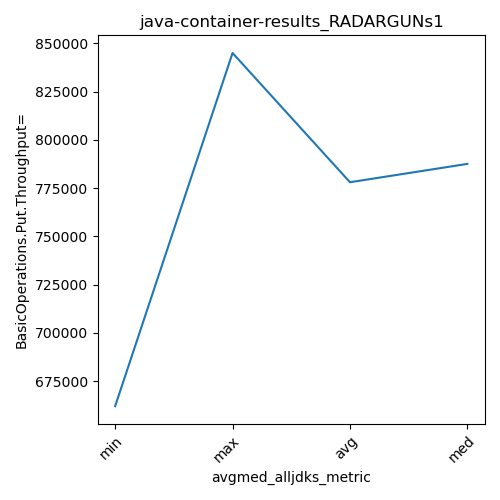 java-container-results_RADARGUNs1
BasicOperations.Put.Throughput=
850000
825000
800000
775000
750000
725000
700000
675000
min
max
avg
med
avgmed_alljdks_metric